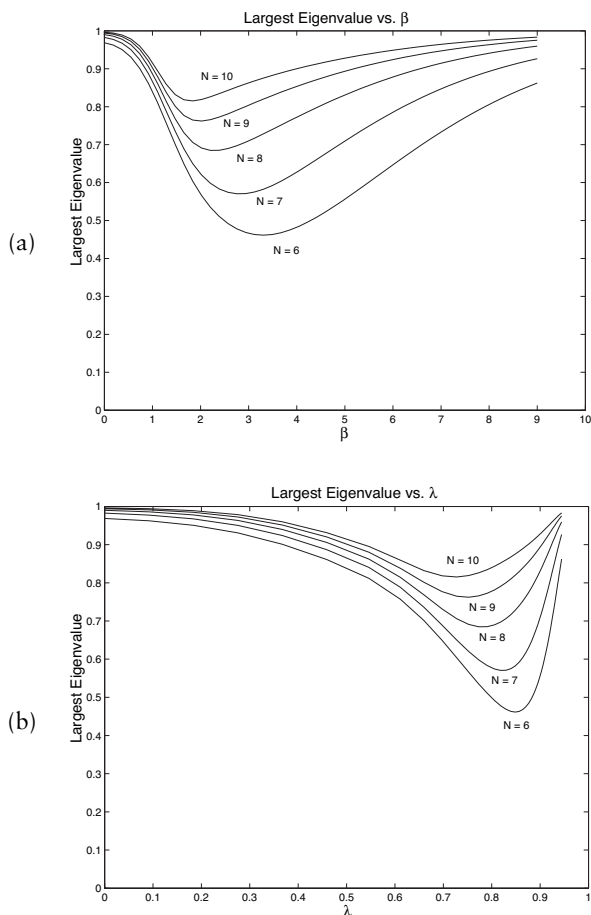 (a)
Largest Eigenvalue vs. β
Largest Eigenvalue
1
0.9
0.8
0.7
0.6
0.5
0.4
0.3
0.2
0.1
0
N = 10
N = 9
N = 8
N = 7
N = 6
0 1 2 3 4 5 6 7 8 9 10
β
(b)
Largest Eigenvalue vs. λ
Largest Eigenvalue
1
0.9
0.8
0.7
0.6
0.5
0.4
0.3
0.2
0.1
0
N = 10
N = 9
N = 8
N = 7
N = 6
0 0.1 0.2 0.3 0.4 0.5 0.6 0.7 0.8 0.9 1
λ